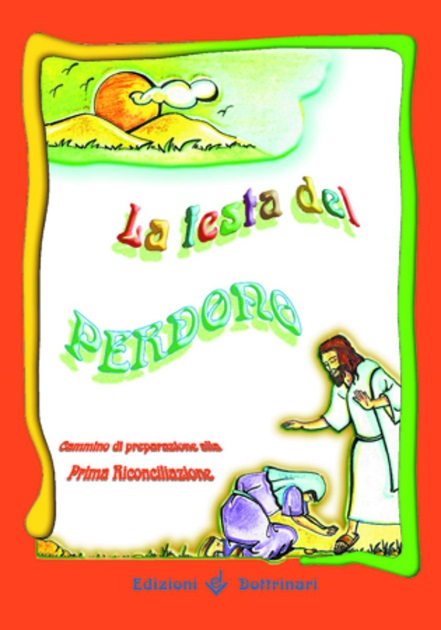 La festa del
PERDONO
Cammino di preparazione alla
Prima Riconciliazione
Edizioni Dottrinari